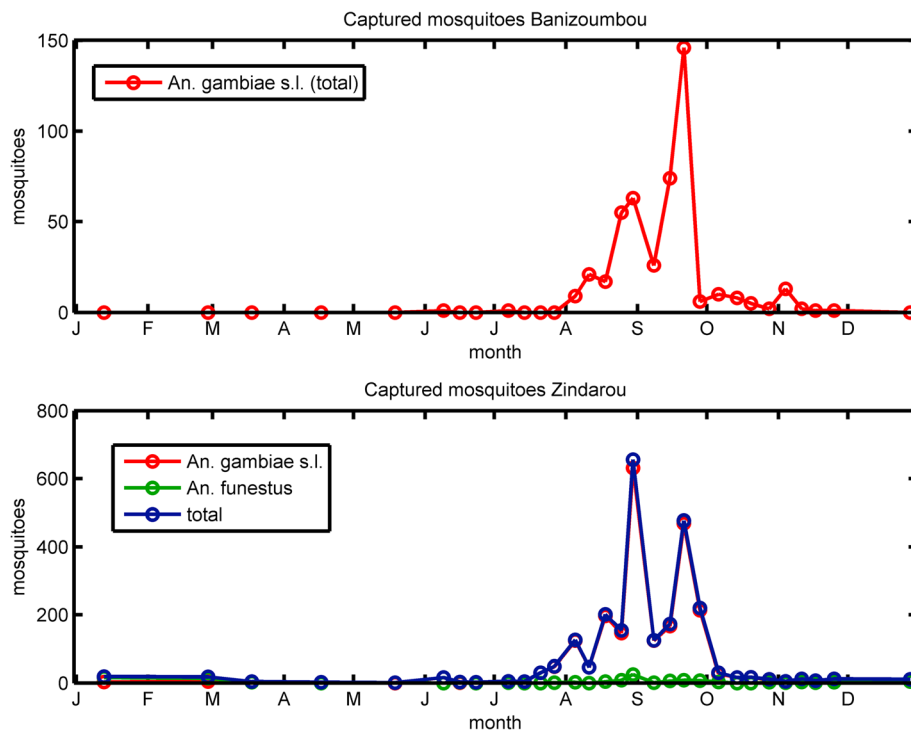 Captured mosquitoes Banizoumbou
150
An. gambiae s.l. (total)
100
mosquitoes
50
0
J F M A M J J A S O N D
month
Captured mosquitoes Zindarou
800
An. gambiae s.l.
600
An. funestus
total
mosquitoes
400
200
0
J F M A M J J A S O N D
month